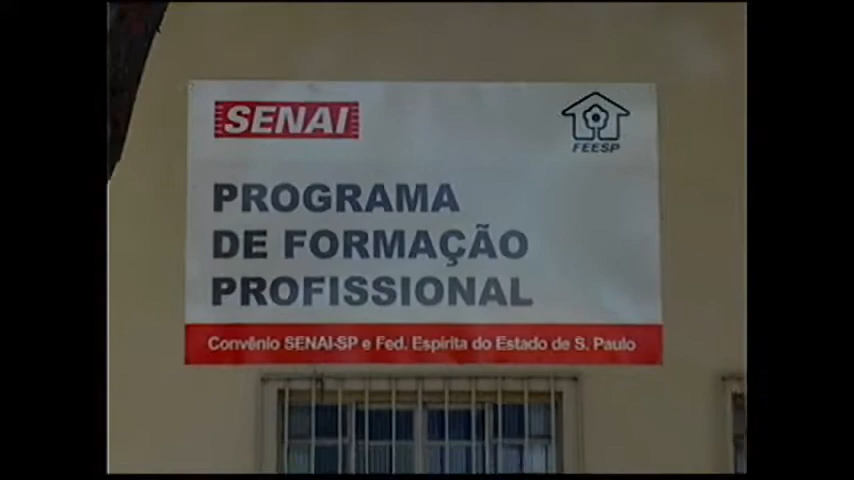 SENAI
FEESP
PROGRAMA
DE FORMAÇÃO
PROFISSIONAL
Convênio SENAI-SP e Fed. Espírita do Estado de S. Paulo